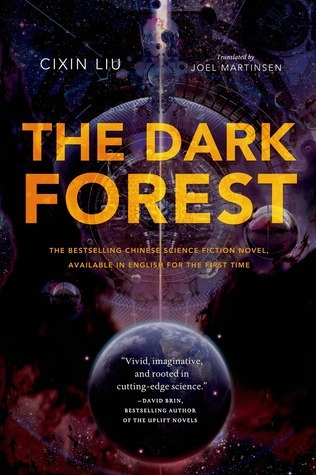 CIXIN LIU
Translated by
JOEL MARTINSEN
THE DARK
FOREST
THE BESTSELLING CHINESE SCIENCE FICTION NOVEL,
AVAILABLE IN ENGLISH FOR THE FIRST TIME
“Vivid, imaginative,
and rooted in
cutting-edge science.”
—DAVID BRIN,
BESTSELLING AUTHOR
OF THE UPLIFT NOVELS